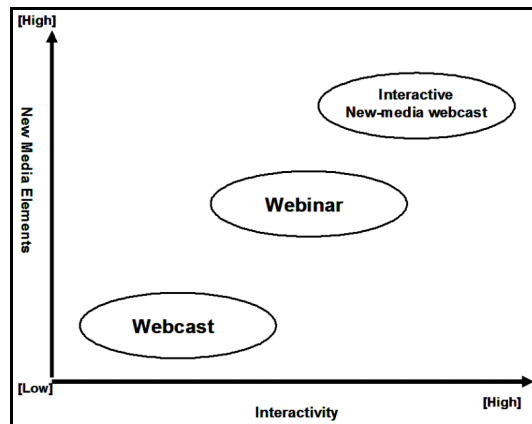 [High]
Interactive
New-media webcast
New Media Elements
Webinar
Webcast
[Low]
[High]
Interactivity